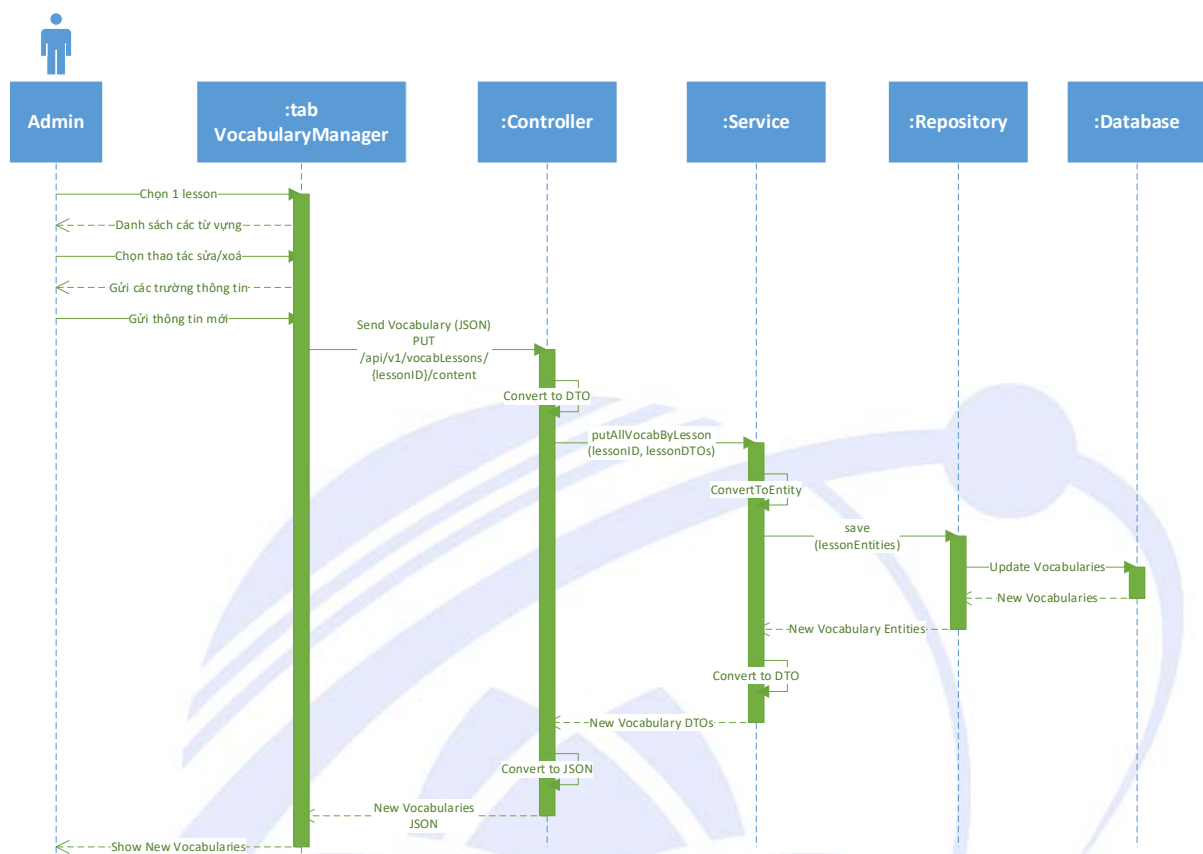 Admin
:tab
VocabularyManager
:Controller
:Service
:Repository
:Database
Chọn 1 lesson
Danh sách các từ vựng
Chọn thao tác sửa/xoá
Gửi các trường thông tin
Gửi thông tin mới
Send Vocabulary (JSON)
PUT
/api/v1/vocabLessons/
{lessonID}/content
Convert to DTO
putAllVocabByLesson
(lessonID, lessonDTOs)
ConvertToEntity
save
(lessonEntities)
Update Vocabularies
New Vocabularies
New Vocabulary Entities
Convert to DTO
New Vocabulary DTOs
Convert to JSON
New Vocabularies
JSON
Show New Vocabularies